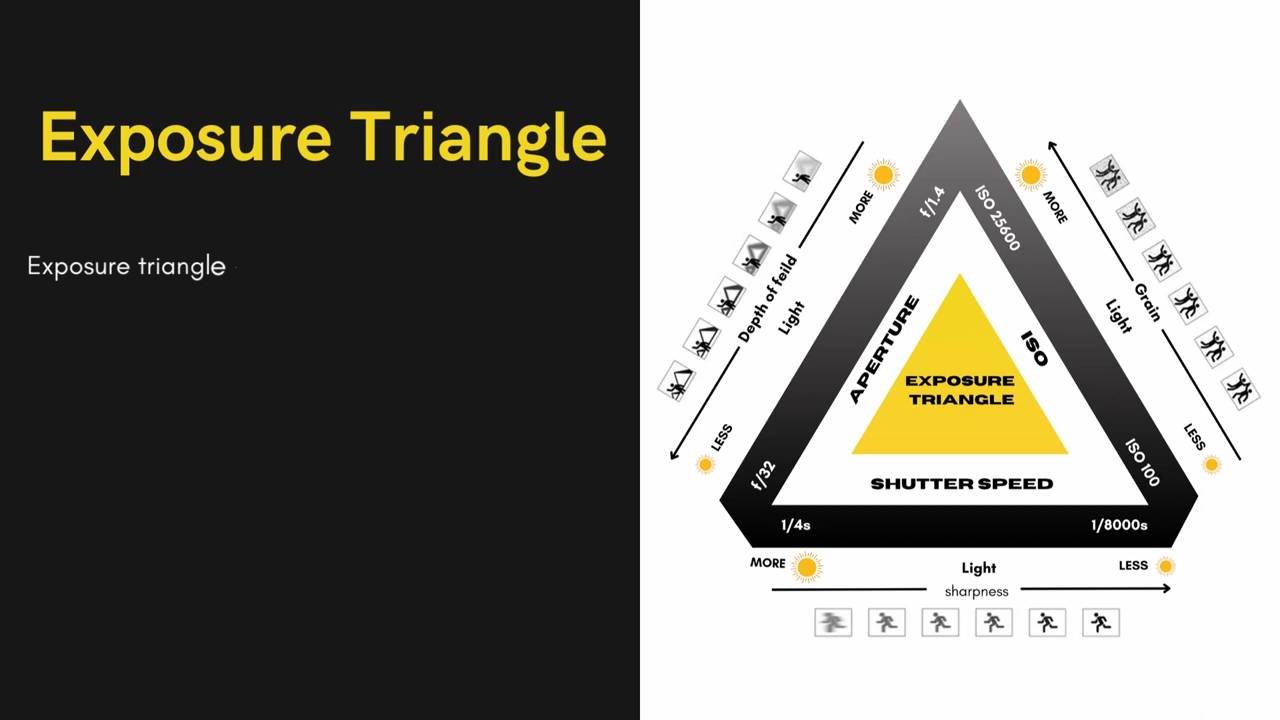 Exposure Triangle
Exposure triangle
MORE
MORE
f/1.4
ISO 25600
Depth of feild
Light
Light
Grain
APERTURE
ISO
EXPOSURE
TRIANGLE
LESS
LESS
f/32
ISO 100
SHUTTER SPEED
1/4s
1/8000s
MORE
Light
LESS
sharpness